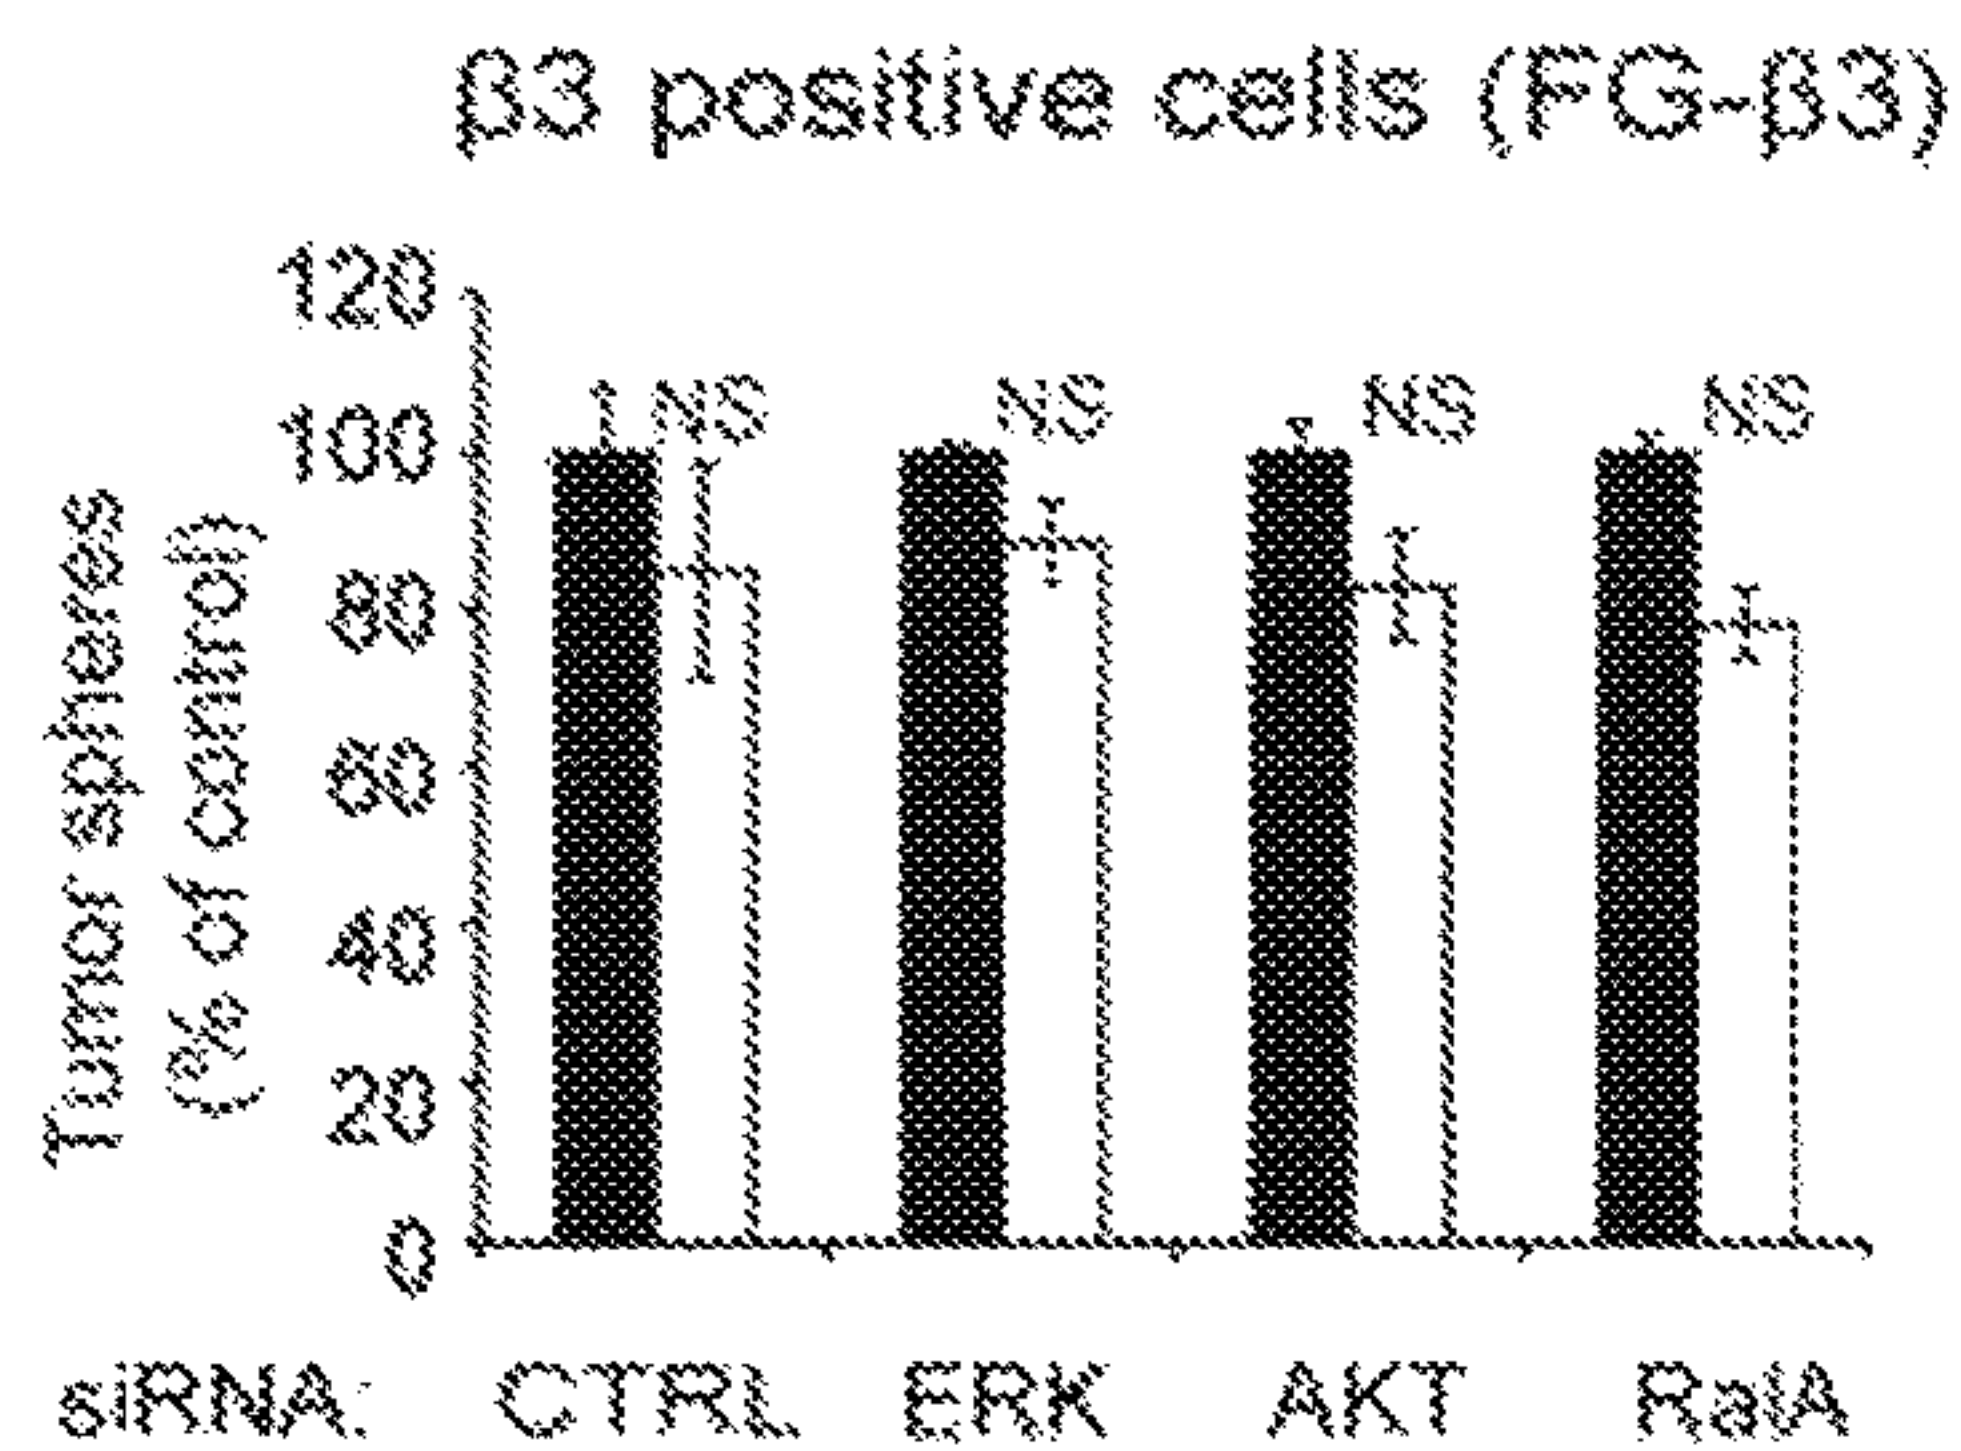 β3 positive cells (FG-β3)
120
100
80
60
40
20
0
Tumor spheres
(% of control)
NS
NS
NS
NS
siRNA: CTRL ERK AKT RalA